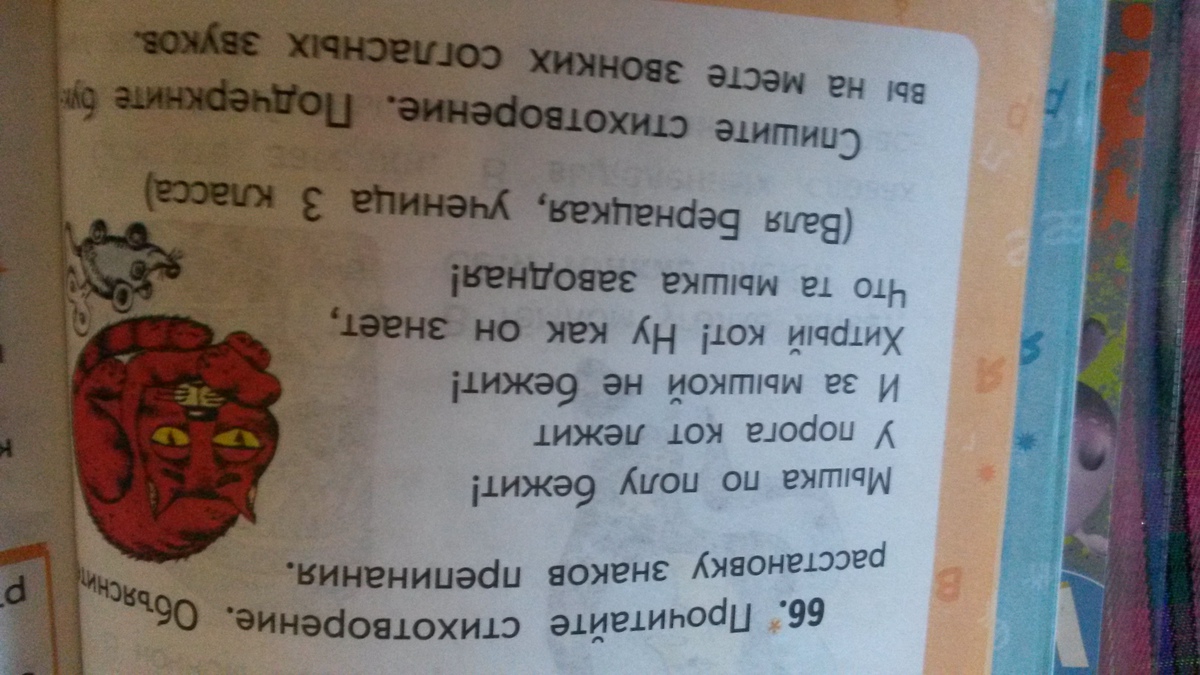 66.* Прочитайте стихотворение. Объясните
расстановку знаков препинания.
Мышка по полу бежит!
У порога кот лежит
И за мышкой не бежит!
Хитрый кот! Ну как он знает,
Что та мышка заводная!
(Валя Бернацкая, ученица 3 класса)
Спишите стихотворение. Подчеркните бук-
вы на месте звонких согласных звуков.